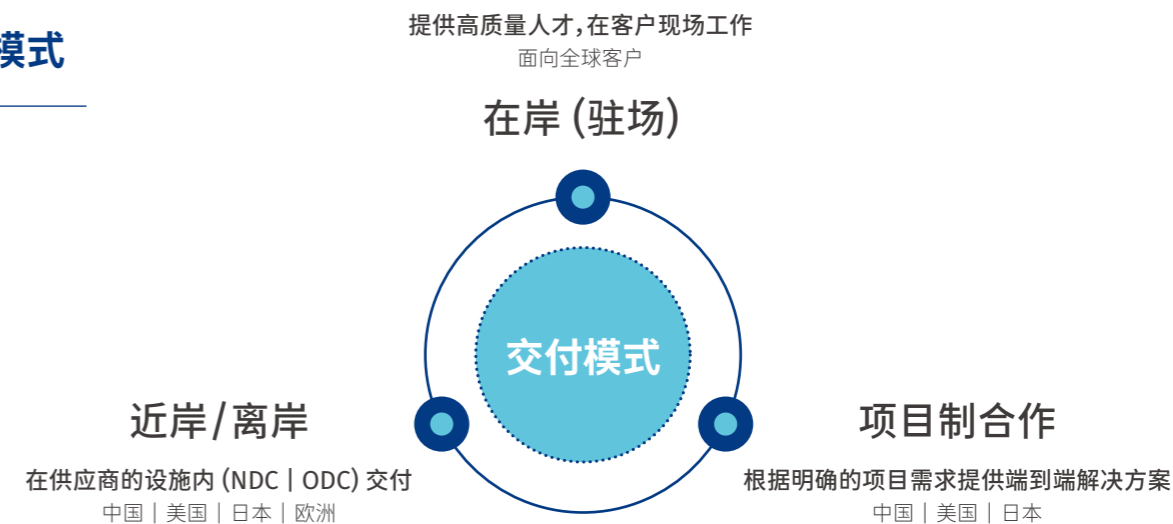 模式
提供高质量人才,在客户现场工作
面向全球客户
在岸 (驻场)
交付模式
近岸/离岸
在供应商的设施内 (NDC | ODC) 交付
中国 | 美国 | 日本 | 欧洲
项目制合作
根据明确的项目需求提供端到端解决方案
中国 | 美国 | 日本